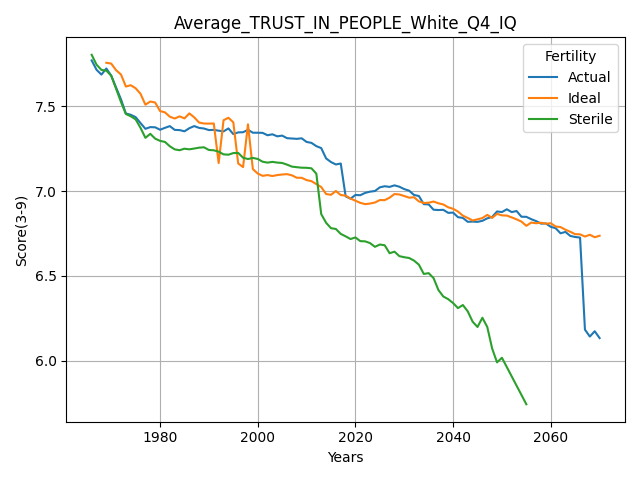 Average_TRUST_IN_PEOPLE_White_Q4_IQ
Fertility
Actual
Ideal
Sterile
Score(3-9)
7.5
7.0
6.5
6.0
1980 2000 2020 2040 2060
Years